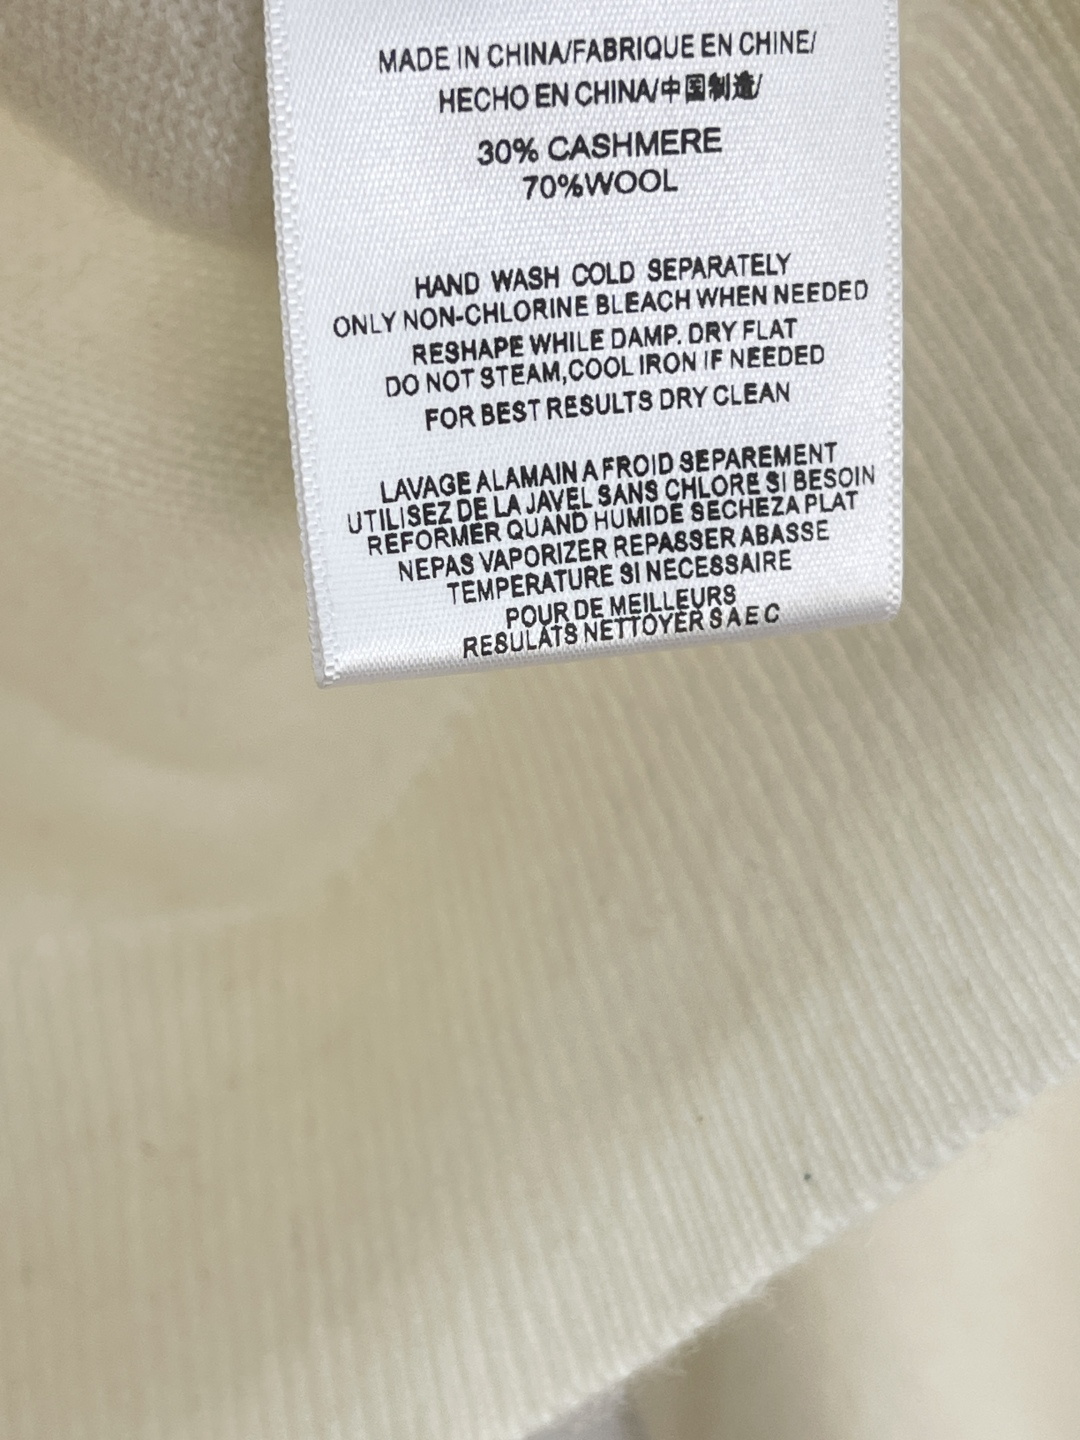 MADE IN CHINA/FABRIQUE EN CHINE/
HECHO EN CHINA/中国制造/
30% CASHMERE
70%WOOL
HAND WASH COLD SEPARATELY
ONLY NON-CHLORINE BLEACH WHEN NEEDED
RESHAPE WHILE DAMP. DRY FLAT
DO NOT STEAM,COOL IRON IF NEEDED
FOR BEST RESULTS DRY CLEAN
LAVAGE ALAMAIN A FROID SEPAREMENT
UTILISEZ DE LA JAVEL SANS CHLORE SI BESOIN
REFORMER QUAND HUMIDE SECHEZA PLAT
NEPAS VAPORIZER REPASSER ABASSE
TEMPERATURE SI NECESSAIRE
POUR DE MEILLEURS
RESULATS NETTOYER S A E C